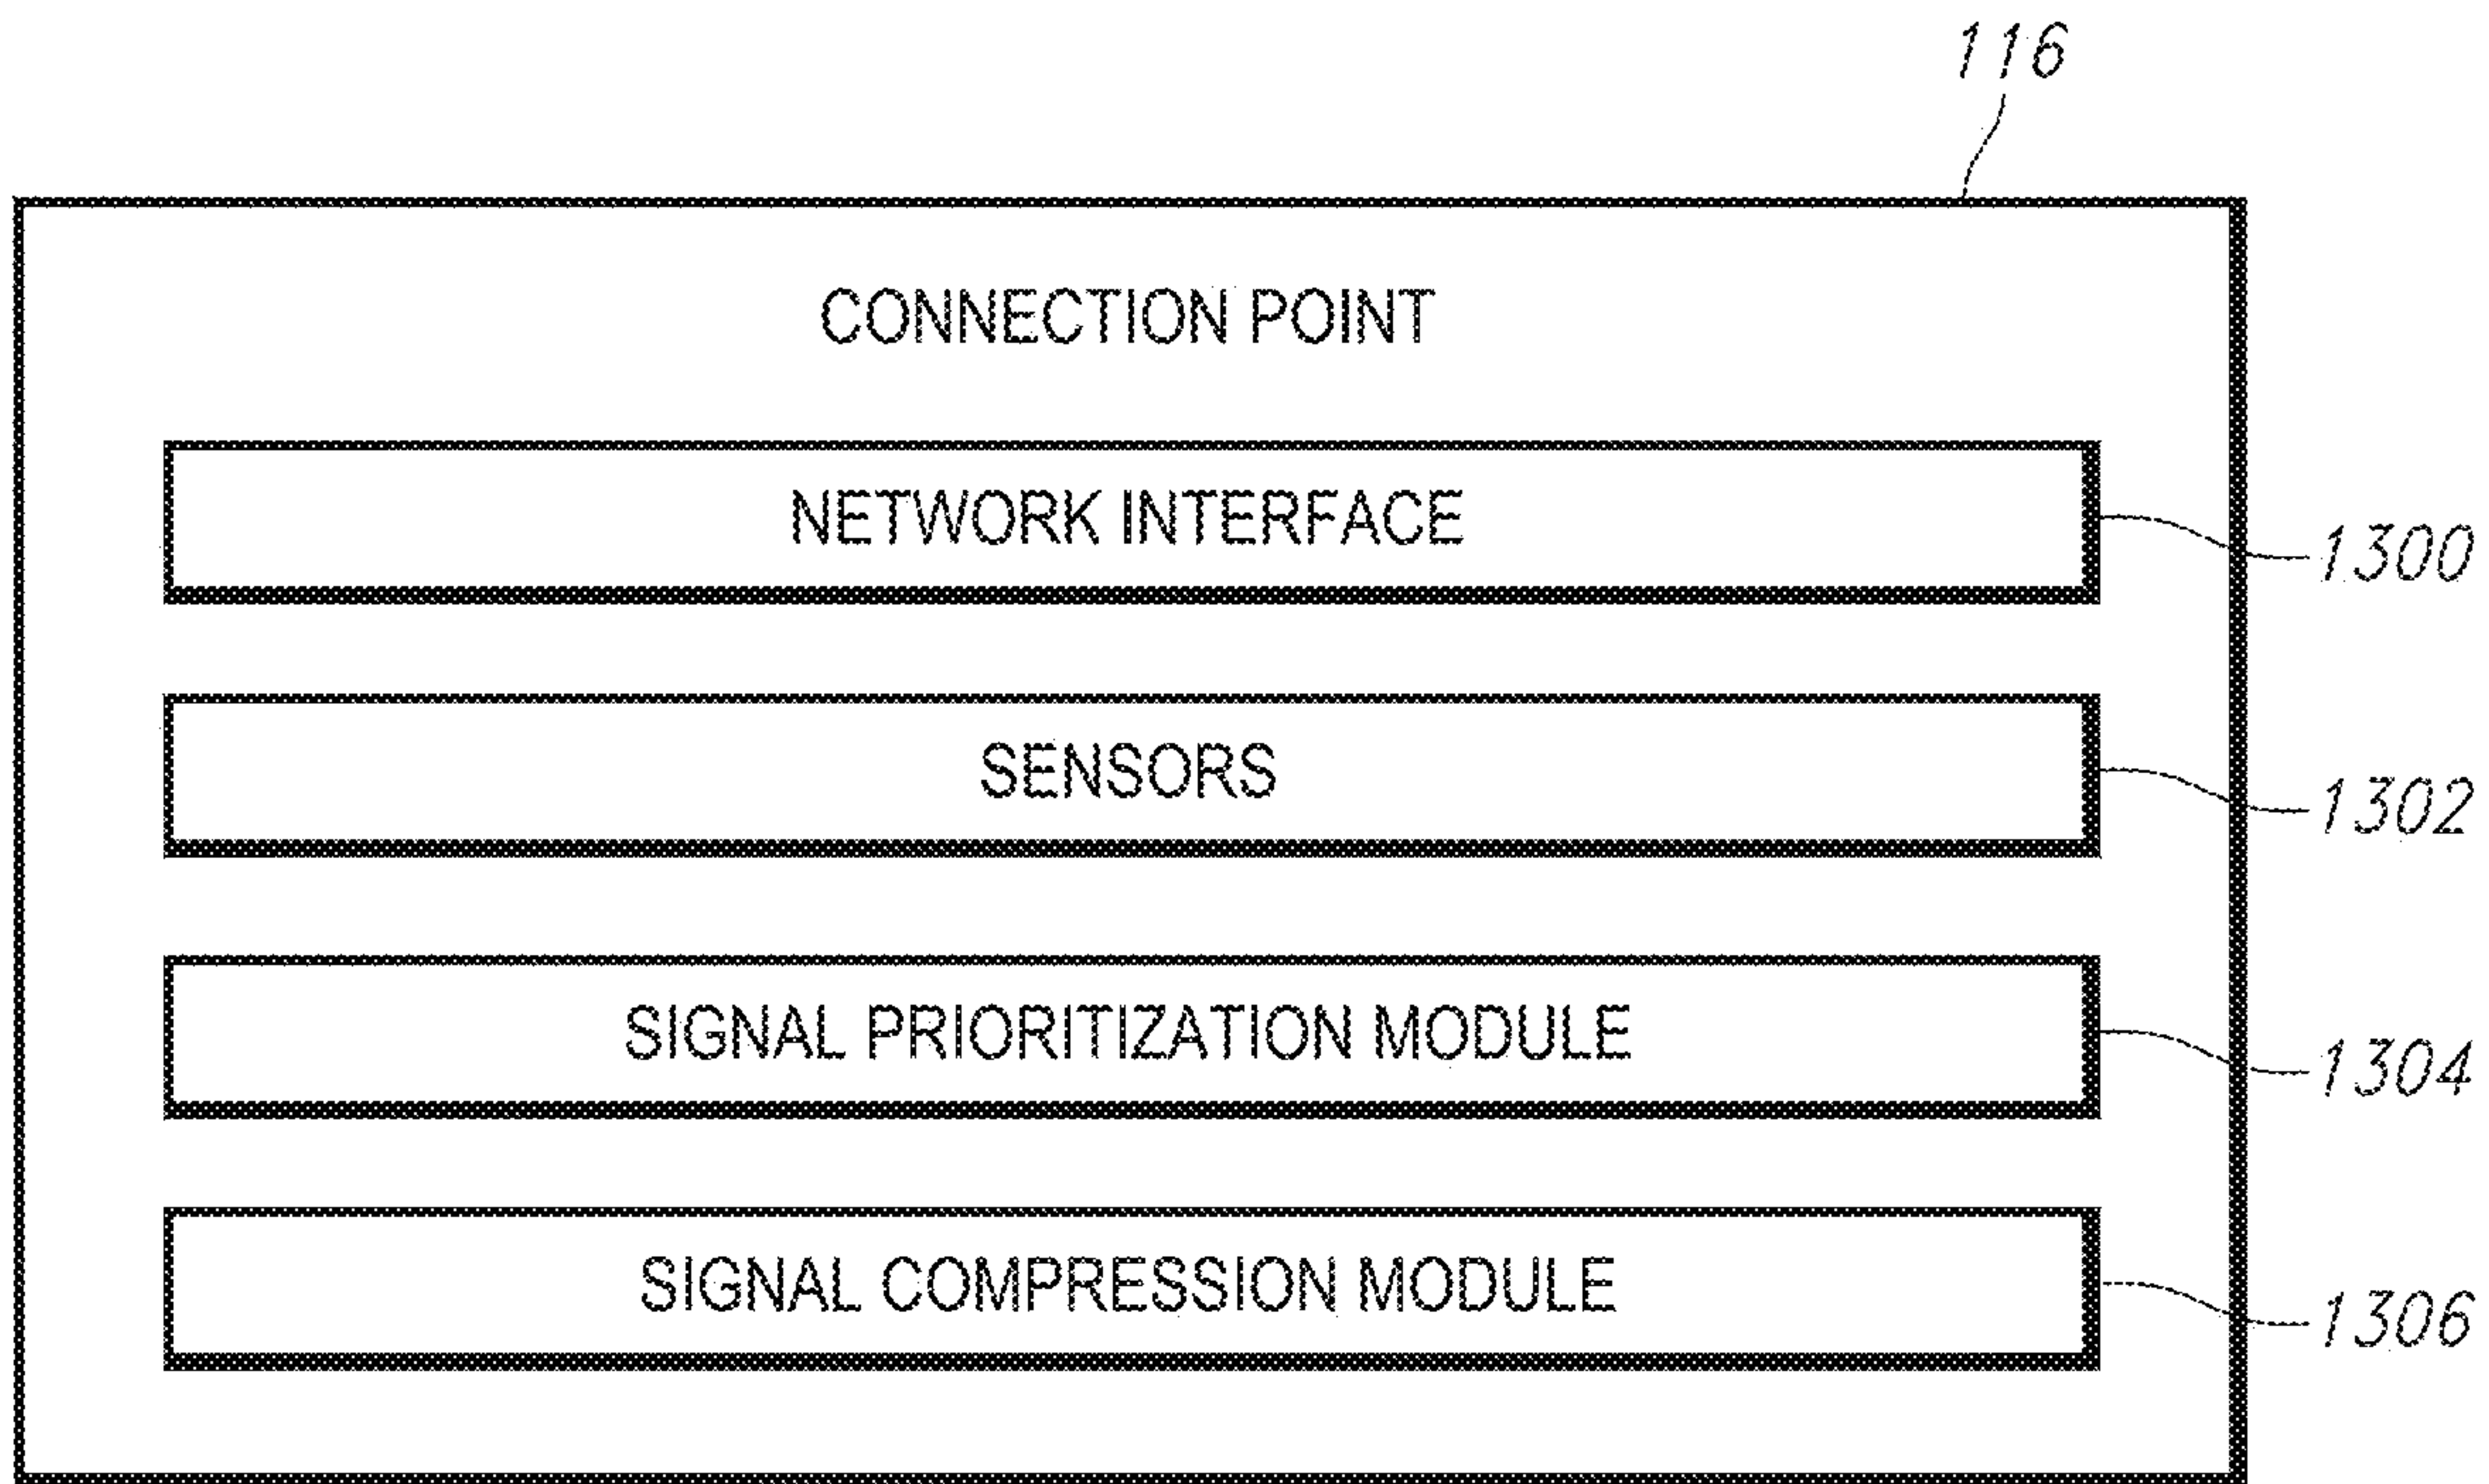 116
CONNECTION POINT
NETWORK INTERFACE
1300
SENSORS
1302
SIGNAL PRIORITIZATION MODULE
1304
SIGNAL COMPRESSION MODULE
1306